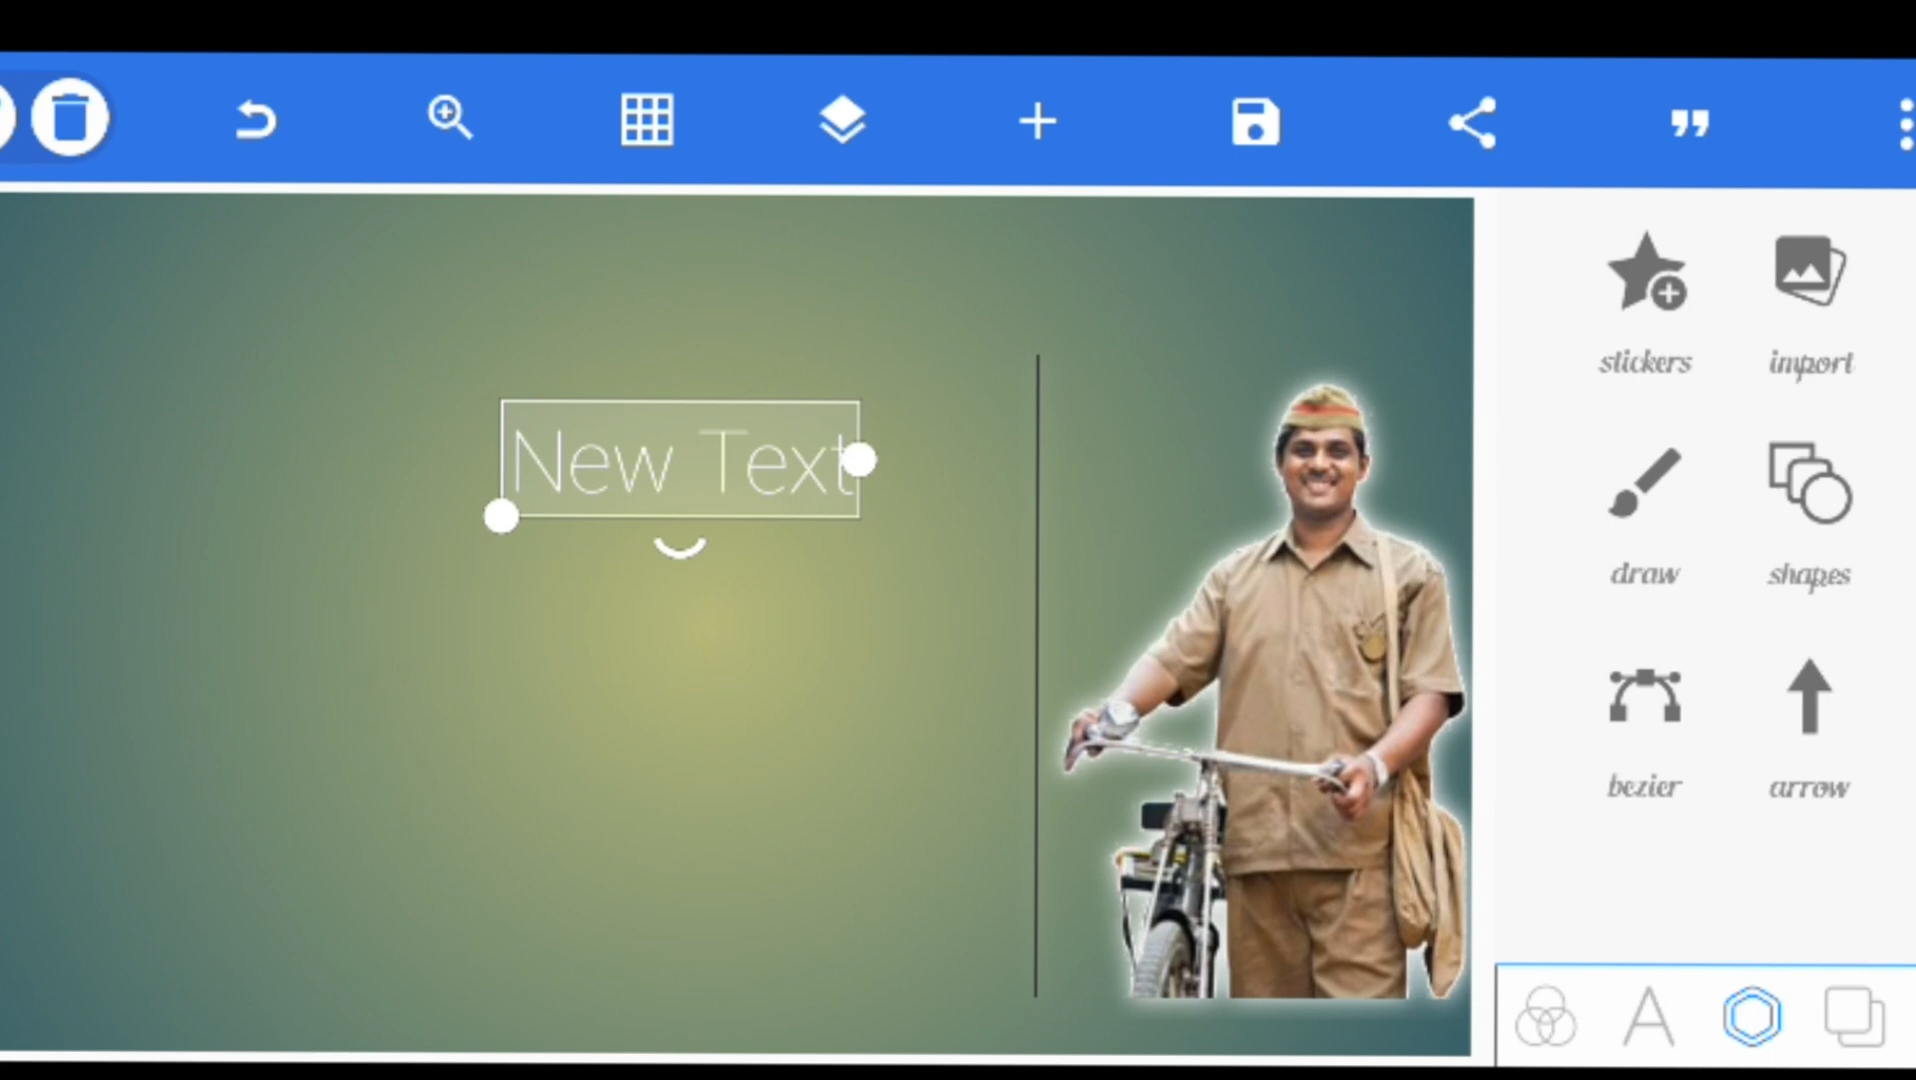 New Text
stickers
import
draw
shapes
bezier
arrow